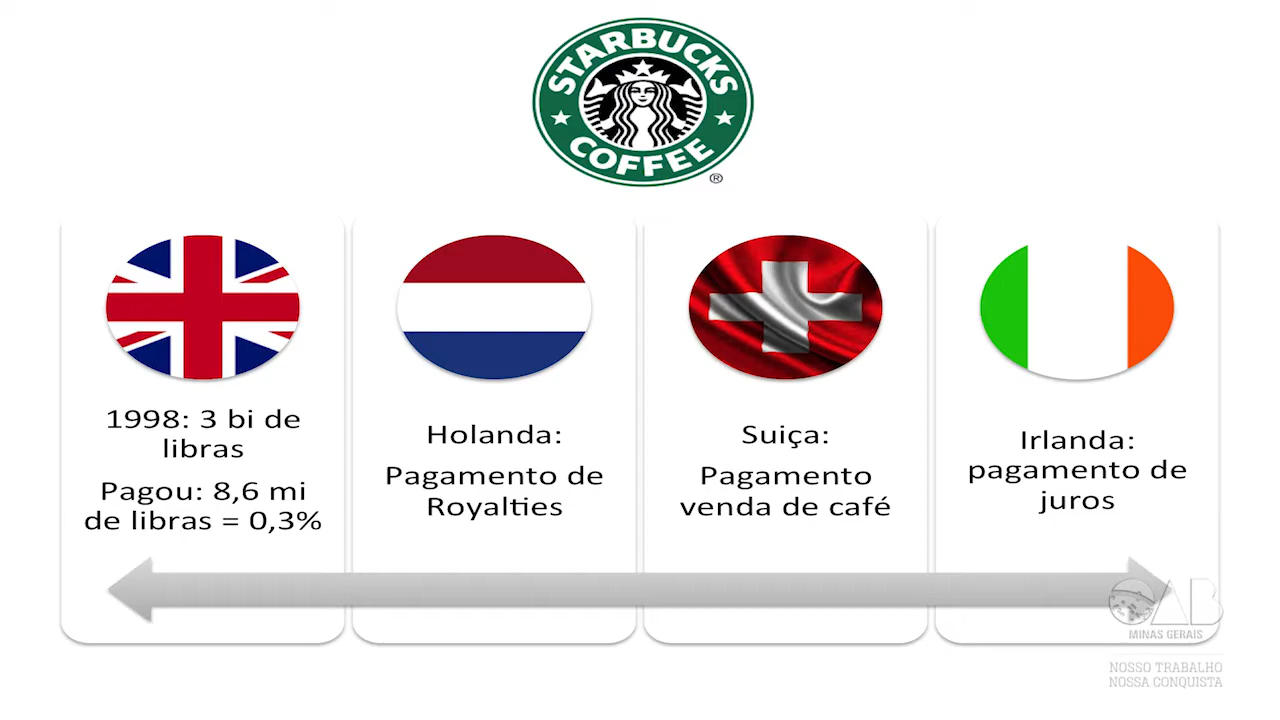 STARBUCKS
COFFEE
®
1998: 3 bi de
libras
Pagou: 8,6 mi
de libras = 0,3%
Holanda:
Pagamento de
Royalties
Suiça:
Pagamento
venda de café
Irlanda:
pagamento de
juros
OAB
MINAS GERAIS
NOSSO TRABALHO
NOSSA CONQUISTA